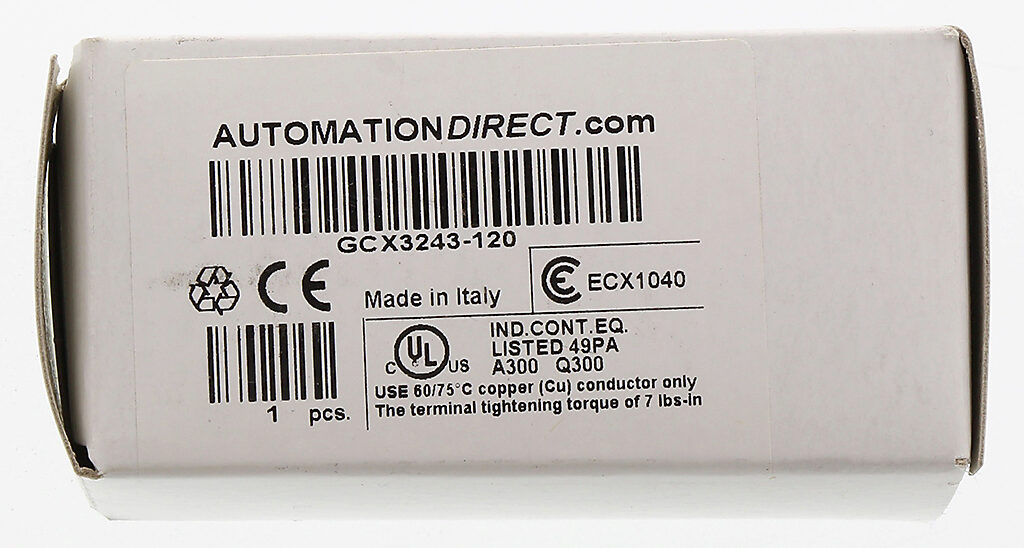 AUTOMATIONDIRECT.com
GCX3243-120
CE
Made in Italy
CE ECX1040
C UL US
IND.CONT.EQ.
LISTED 49PA
A300 Q300
USE 60/75°C copper (Cu) conductor only
The terminal tightening torque of 7 lbs-in
1 pcs.